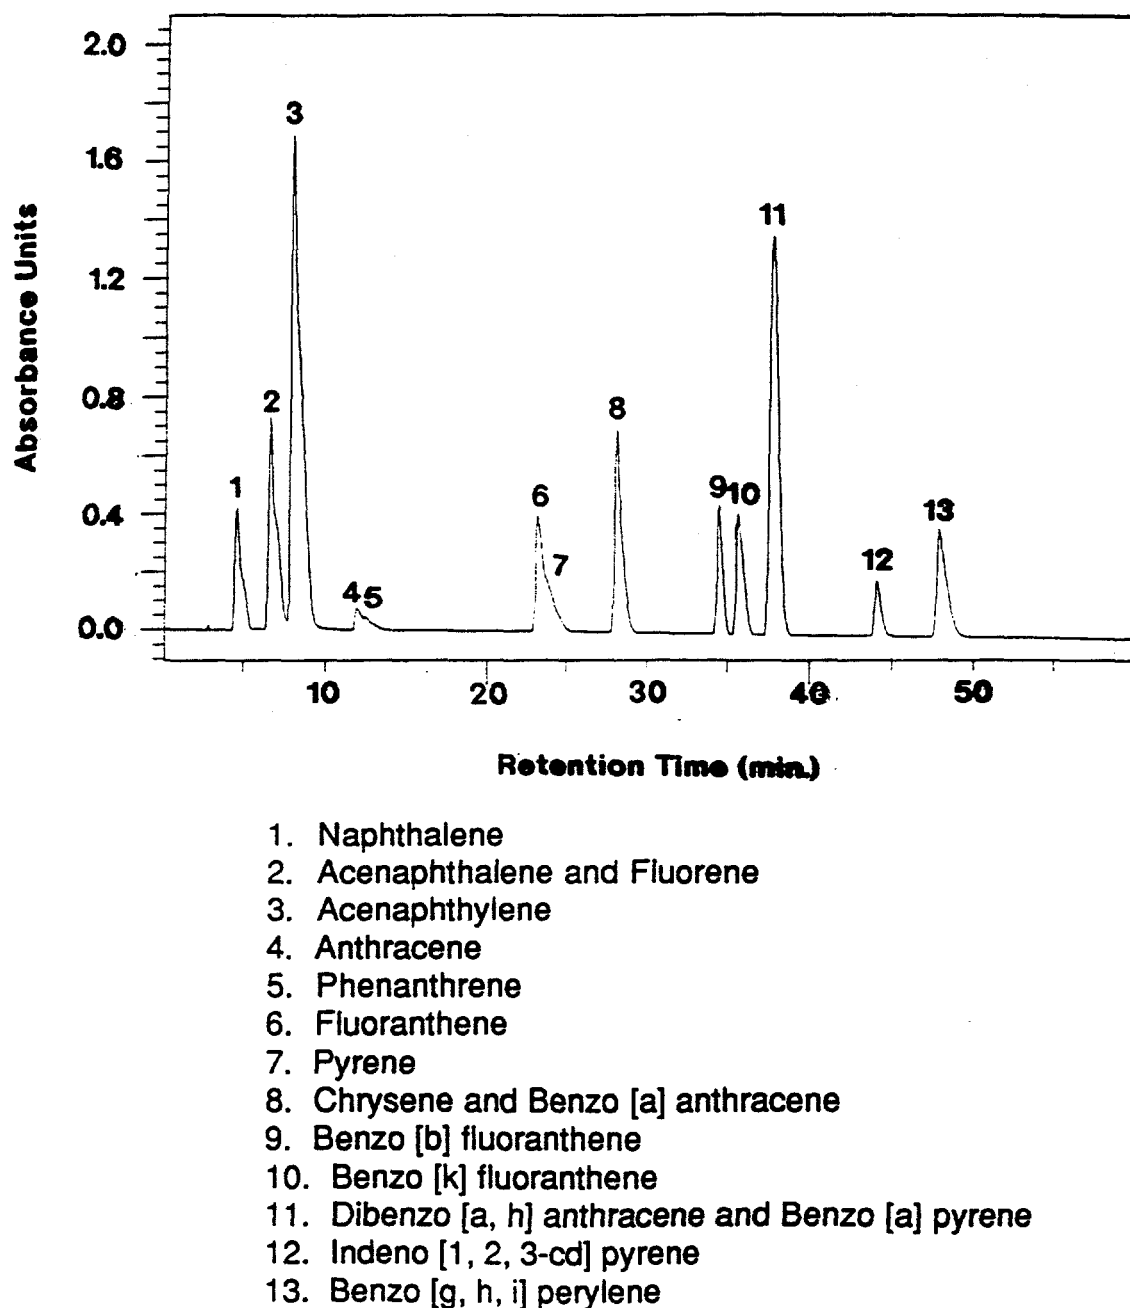 2.0
3
1.6
11
1.2
Absorbance Units
0.8
2
8
1
6
9
10
13
0.4
7
12
4
5
0.0
10
20
30
40
50
Retention Time (min.)
1. Naphthalene
2. Acenaphthalene and Fluorene
3. Acenaphthylene
4. Anthracene
5. Phenanthrene
6. Fluoranthene
7. Pyrene
8. Chrysene and Benzo [a] anthracene
9. Benzo [b] fluoranthene
10. Benzo [k] fluoranthene
11. Dibenzo [a, h] anthracene and Benzo [a] pyrene
12. Indeno [1, 2, 3-cd] pyrene
13. Benzo [g, h, i] perylene